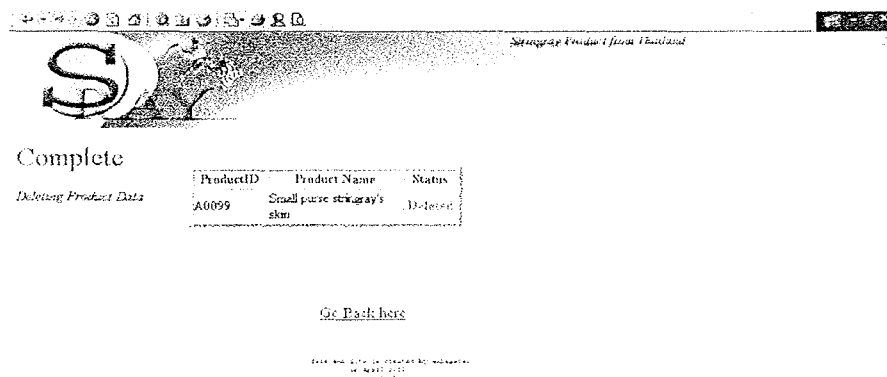 Stingray Product from Thailand
Complete
Deleting Product Data
ProductID Product Name Status
A0099 Small purse stringray's skin Deleted
Go Back here